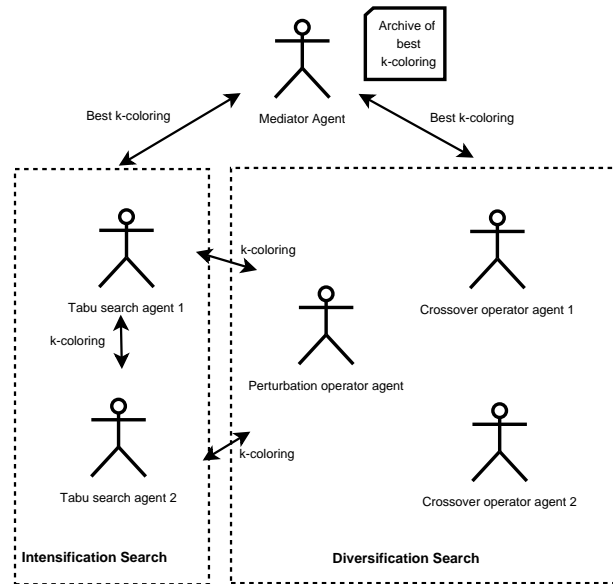 Archive of
best
k-coloring
Mediator Agent
Best k-coloring
Best k-coloring
Tabu search agent 1
k-coloring
Crossover operator agent 1
k-coloring
Perturbation operator agent
Tabu search agent 2
k-coloring
Crossover operator agent 2
Intensification Search
Diversification Search